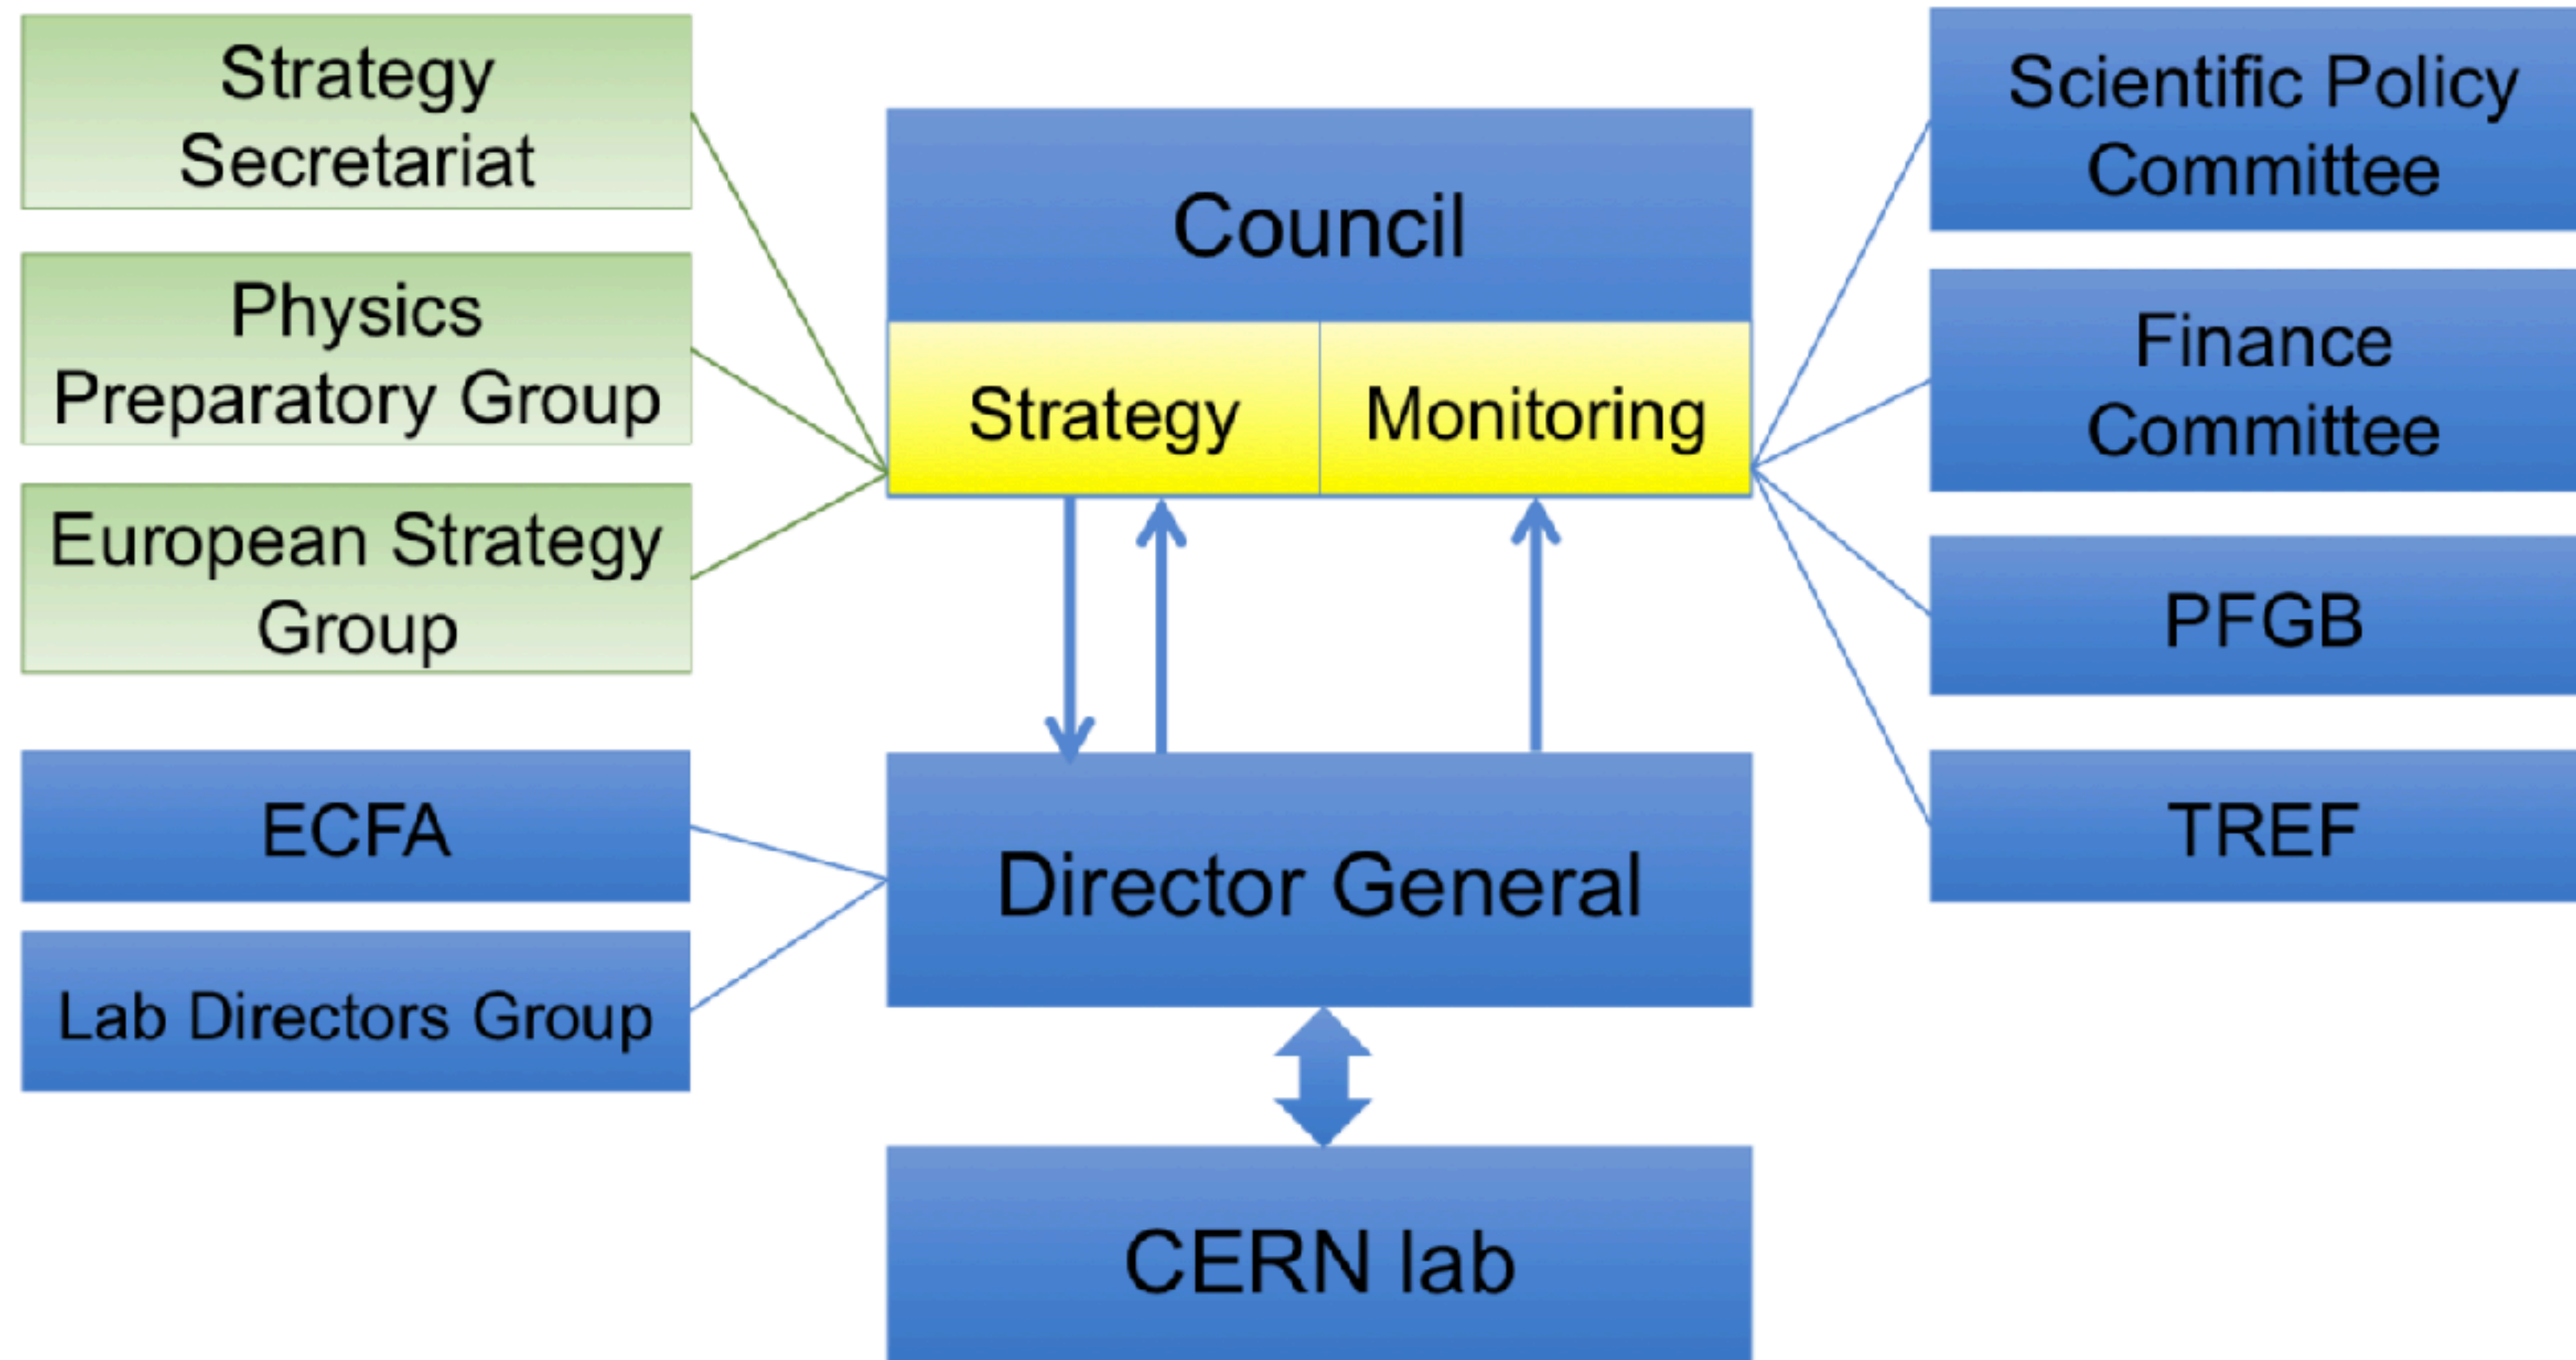 Strategy
Secretariat
Physics
Preparatory Group
European Strategy
Group
ECFA
Lab Directors Group
Council
Strategy
Monitoring
Director General
CERN lab
Scientific Policy
Committee
Finance
Committee
PFGB
TREF